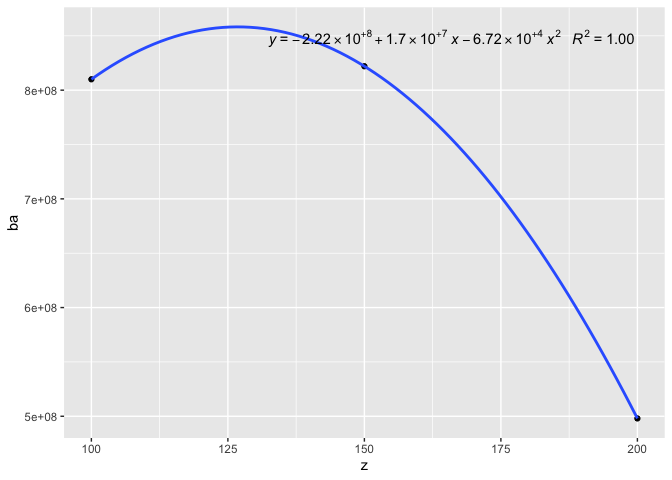 y = −2.22 × 10⁺⁸ + 1.7 × 10⁺⁷ x − 6.72 × 10⁺⁴ x²   R² = 1.00
8e+08
7e+08
6e+08
5e+08
ba
100 125 150 175 200
z